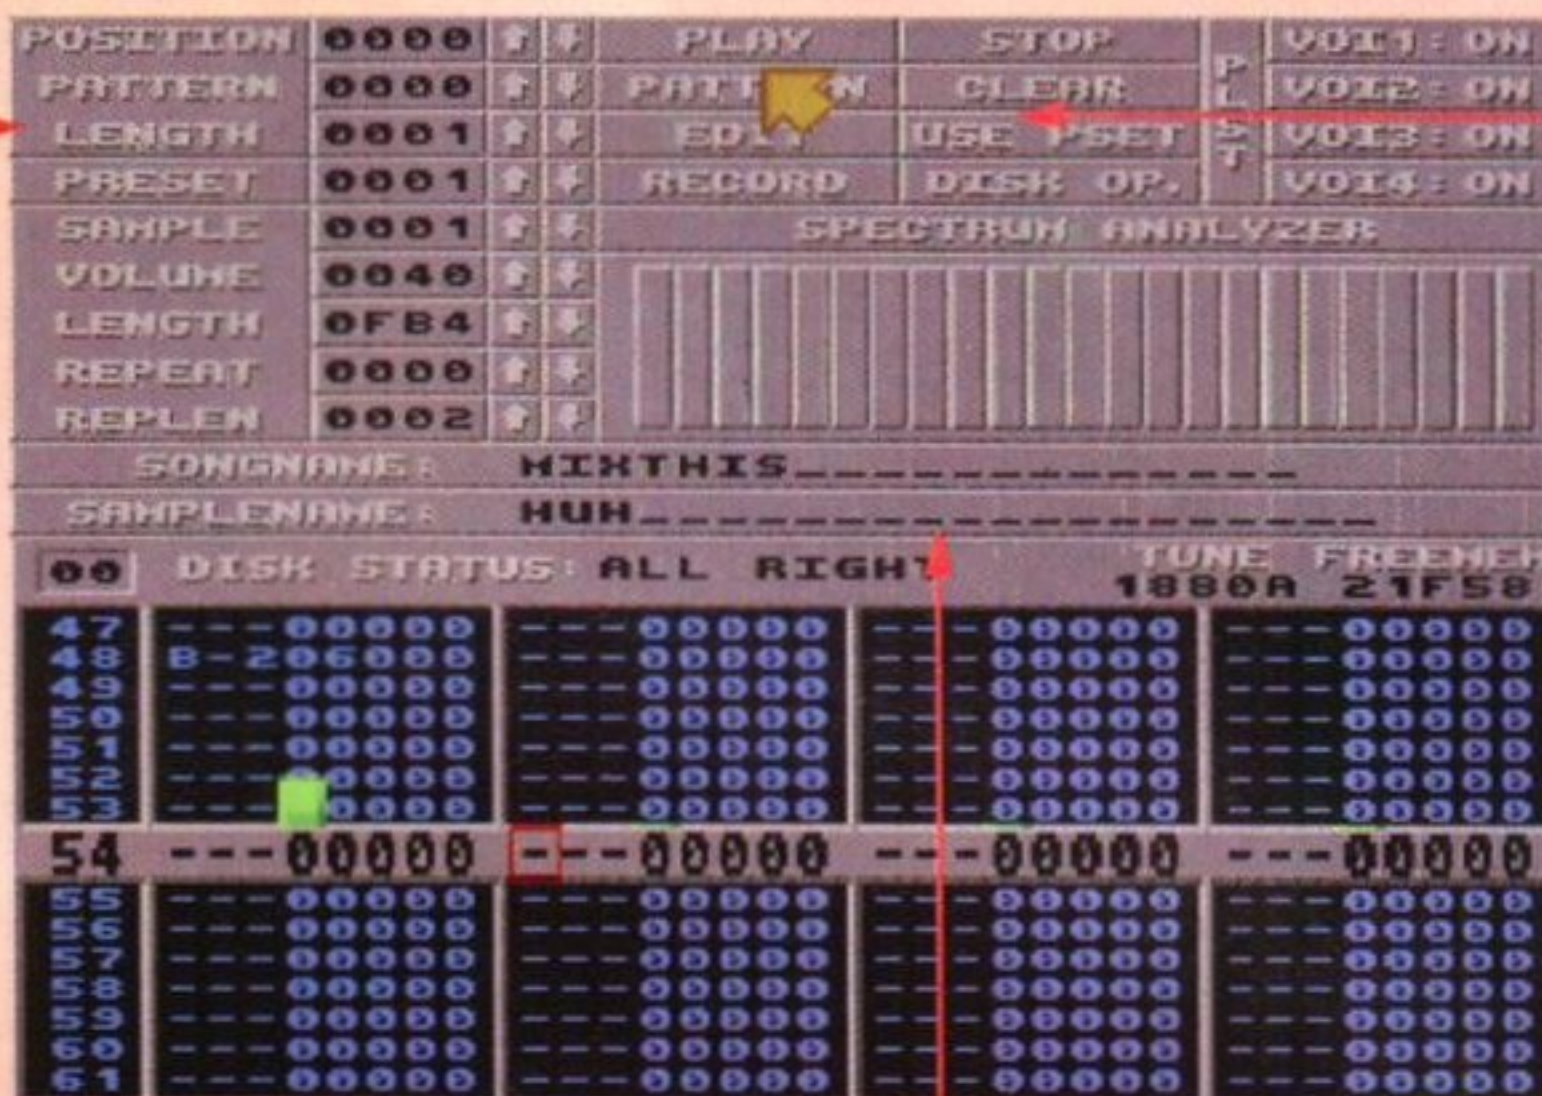 POSITION 0000 PLAY STOP VOI1: ON
PATTERN 0000 CLEAR VOI2: ON
LENGTH 0001 EDIT USE PSET VOI3: ON
PRESET 0001 RECORD DISK OP. VOI4: ON
SAMPLE 0001 SPECTRUM ANALYZER
VOLUME 0040
LENGTH 0FB4
REPEAT 0000
REPLEN 0002
SONGNAME: MIXTHIS_____________
SAMPLENAME: HUH___________________
00 DISK STATUS: ALL RIGHT TUNE FREEMEM
1880A 21F58
47 ---00000 ---00000 ---00000 ---00000
48 B-206000 ---00000 ---00000 ---00000
49 ---00000 ---00000 ---00000 ---00000
50 ---00000 ---00000 ---00000 ---00000
51 ---00000 ---00000 ---00000 ---00000
52 ---00000 ---00000 ---00000 ---00000
53 ---0000 ---00000 ---00000 ---00000
54 ---00000 ---00000 ---00000 ---00000
55 ---00000 ---00000 ---00000 ---00000
56 ---00000 ---00000 ---00000 ---00000
57 ---00000 ---00000 ---00000 ---00000
58 ---00000 ---00000 ---00000 ---00000
59 ---00000 ---00000 ---00000 ---00000
60 ---00000 ---00000 ---00000 ---00000
61 ---00000 ---00000 ---00000 ---00000